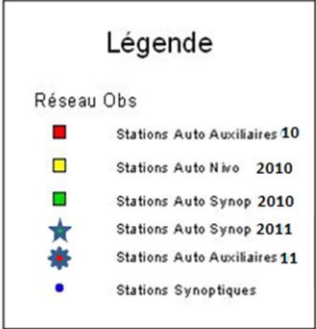 Légende
Réseau Obs
Stations Auto Auxiliaires 10
Stations Auto Nivo 2010
Stations Auto Synop 2010
Stations Auto Synop 2011
Stations Auto Auxiliaires 11
Stations Synoptiques